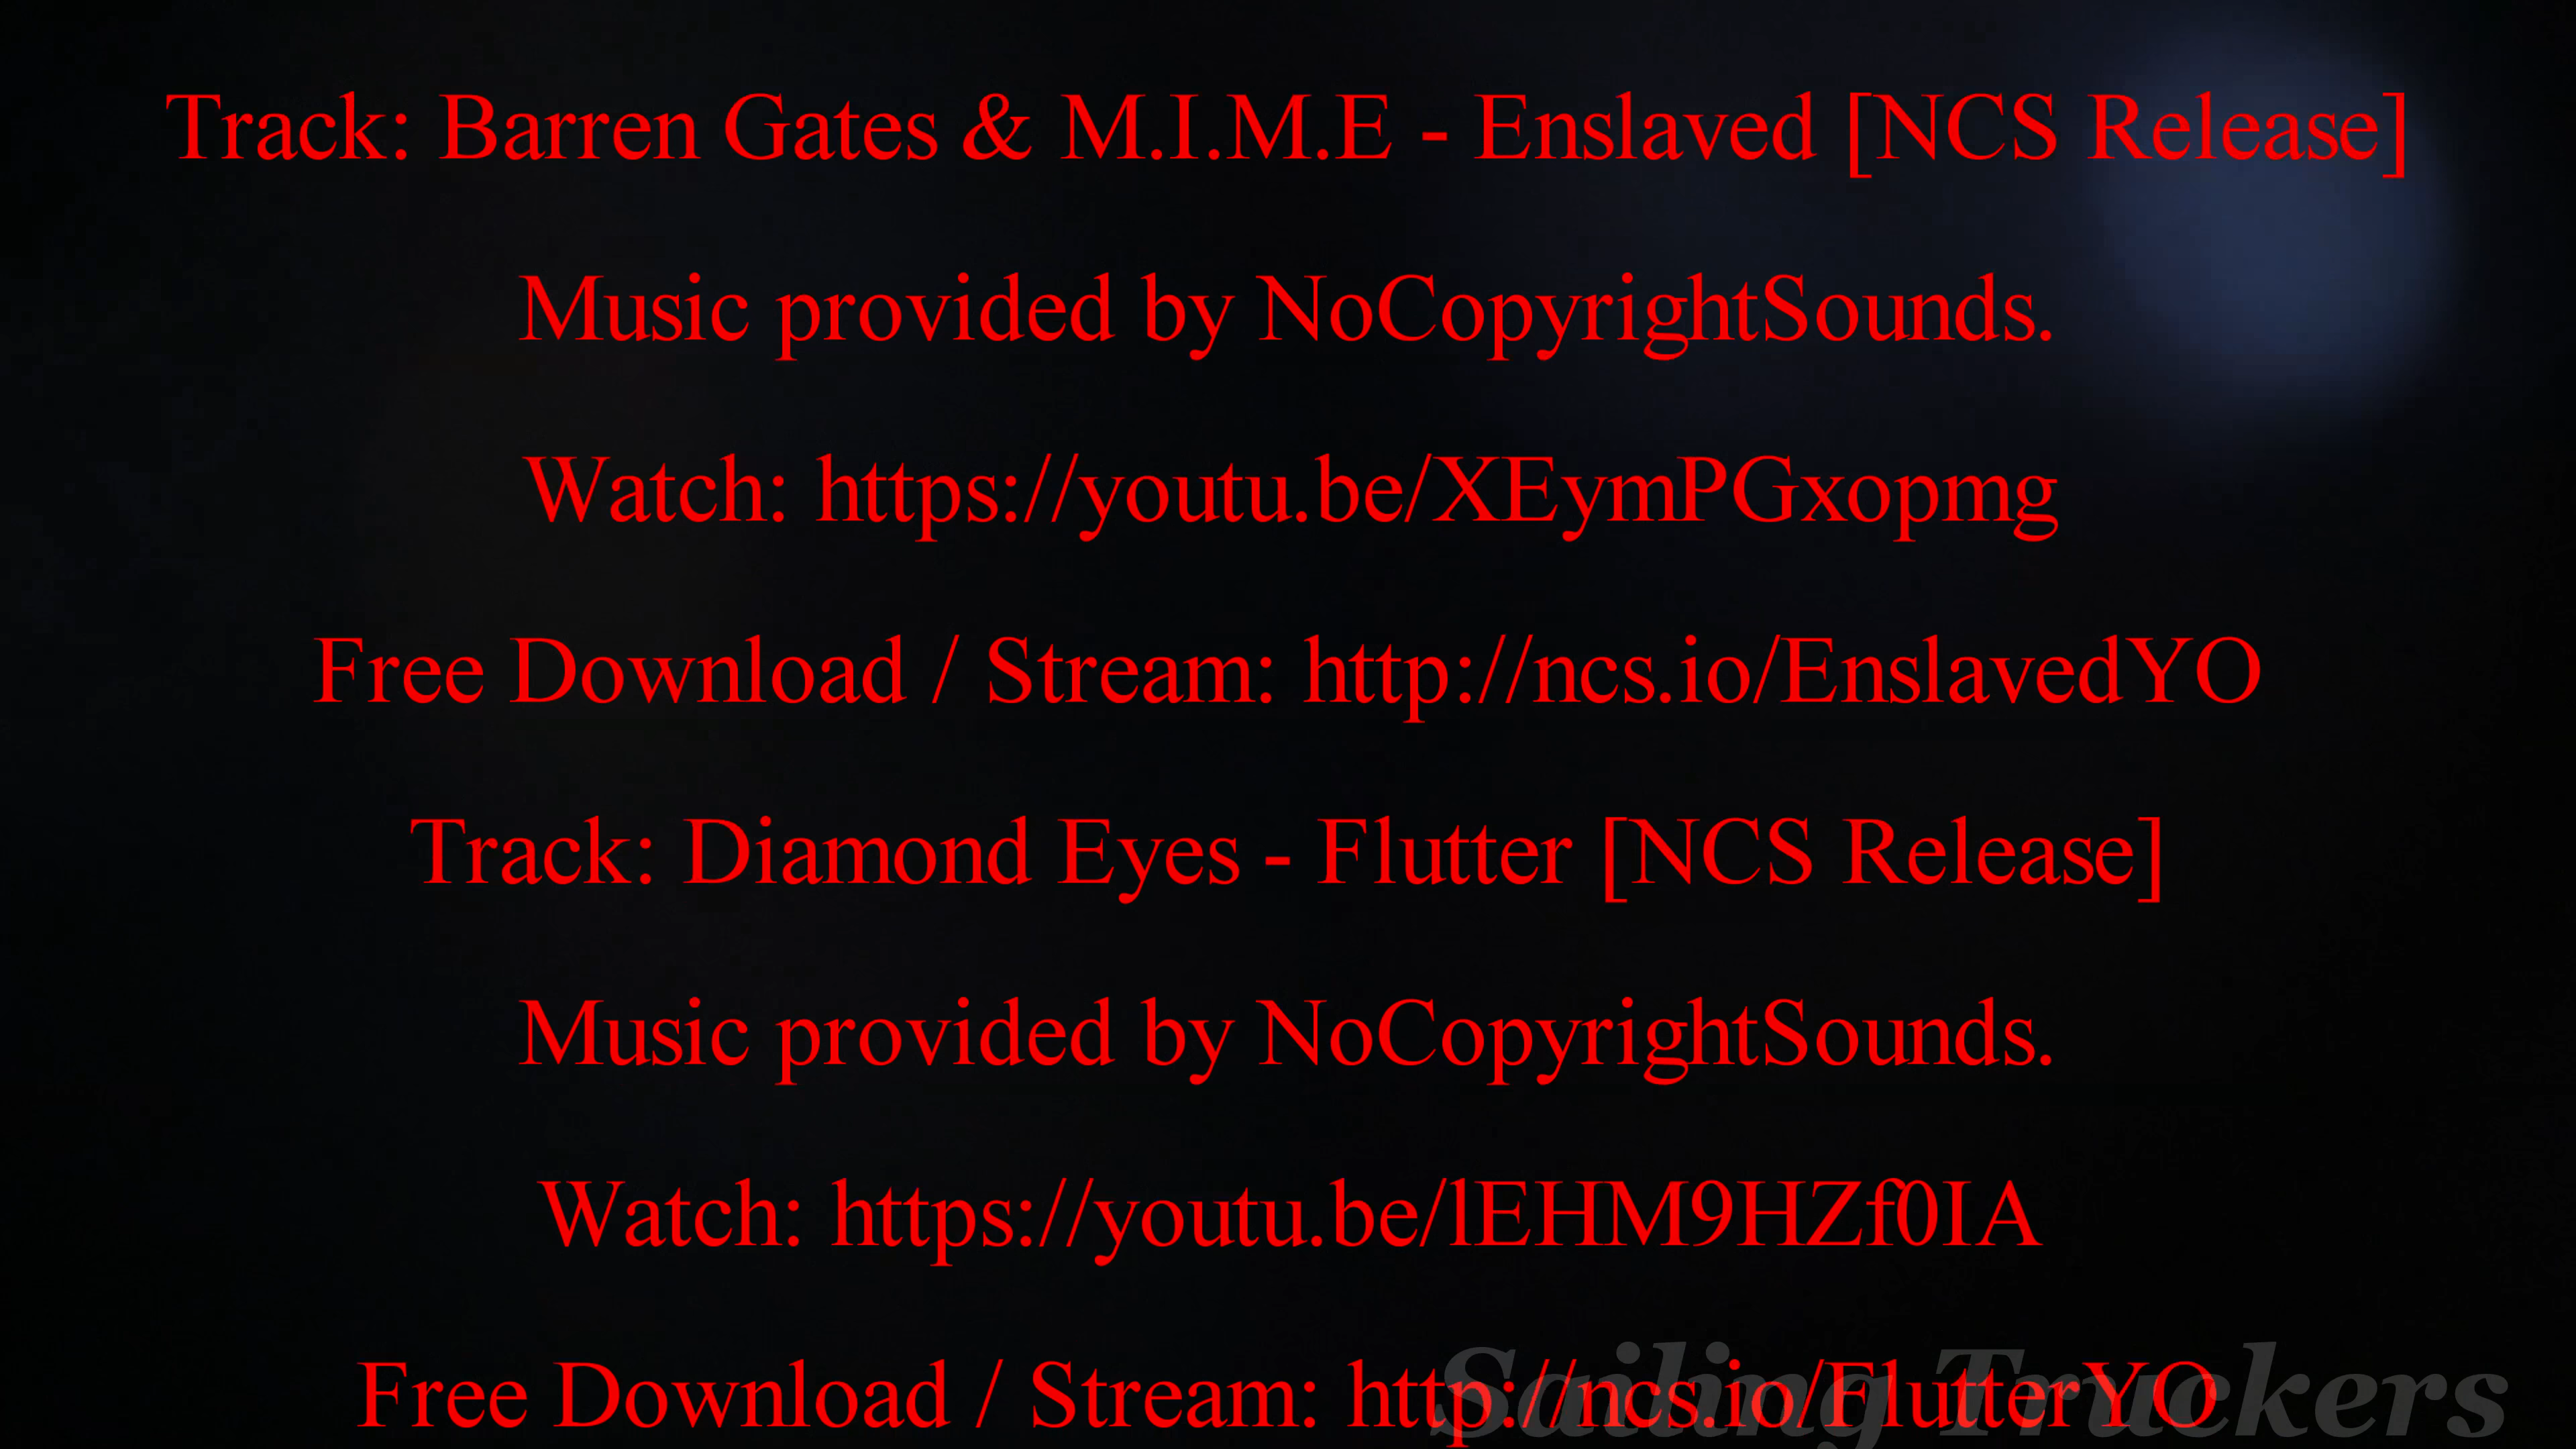 Track: Barren Gates & M.I.M.E - Enslaved [NCS Release]
Music provided by NoCopyrightSounds.
Watch: https://youtu.be/XEymPGxopmg
Free Download / Stream: http://ncs.io/EnslavedYO
Track: Diamond Eyes - Flutter [NCS Release]
Music provided by NoCopyrightSounds.
Watch: https://youtu.be/lEHM9HZf0IA
Free Download / Stream: http://ncs.io/FlutterYO
Sailing Truckers